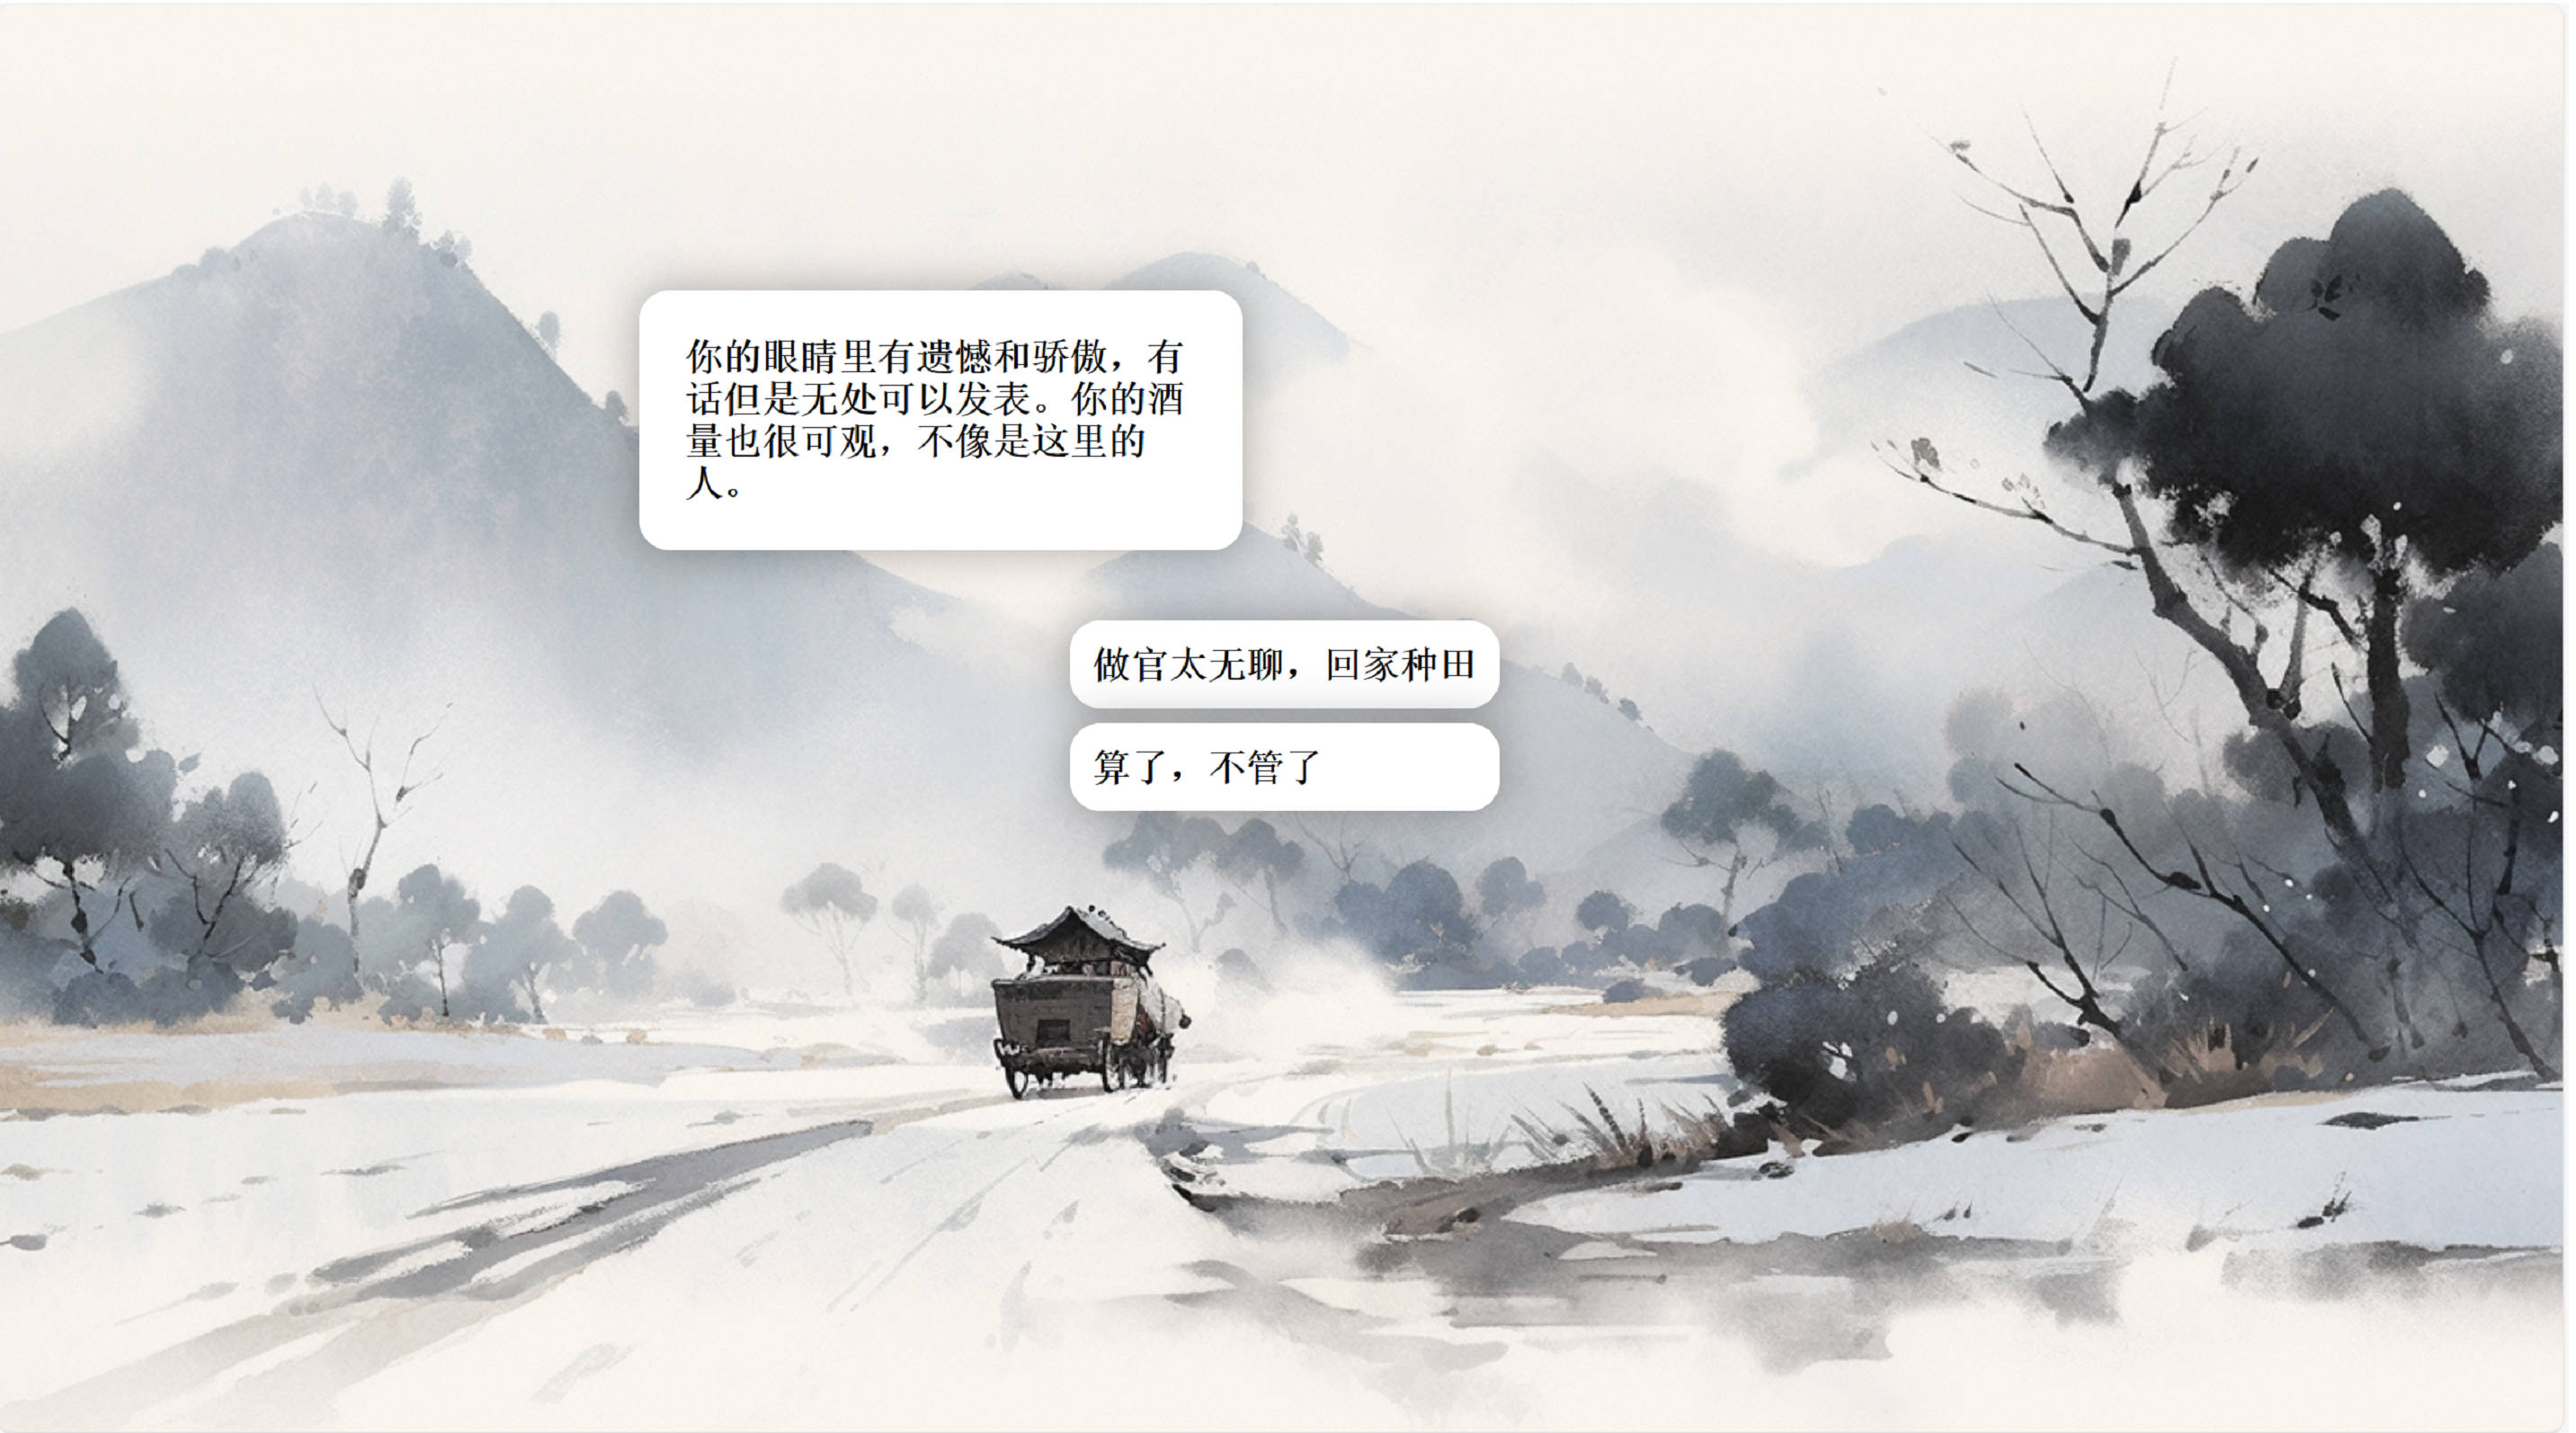 你的眼睛里有遗憾和骄傲，有
话但是无处可以发表。你的酒
量也很可观，不像是这里的
人。
做官太无聊，回家种田
算了，不管了